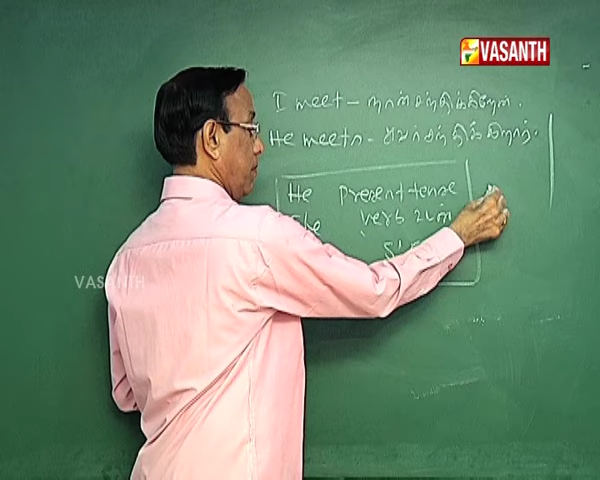 VASANTH
I meet - நான் சந்திக்கிறேன்.
He meets - அவர் சந்திக்கிறார்.
He Present tense
She verb உடன்
VASANTH